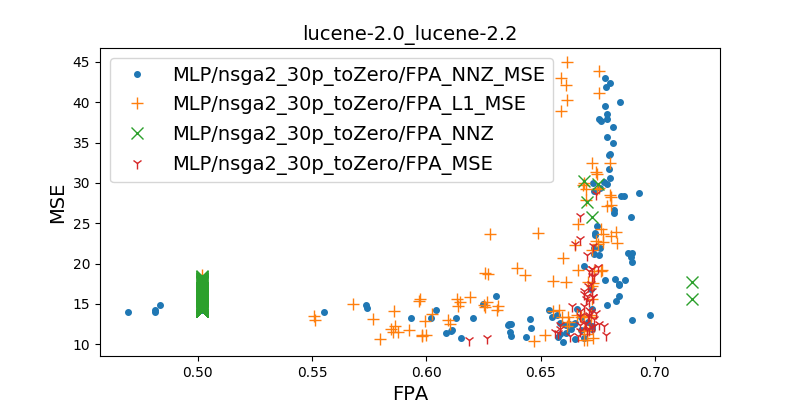 lucene-2.0_lucene-2.2
MLP/nsga2_30p_toZero/FPA_NNZ_MSE
MLP/nsga2_30p_toZero/FPA_L1_MSE
MLP/nsga2_30p_toZero/FPA_NNZ
MLP/nsga2_30p_toZero/FPA_MSE
45
40
35
30
25
20
15
10
MSE
0.50 0.55 0.60 0.65 0.70
FPA